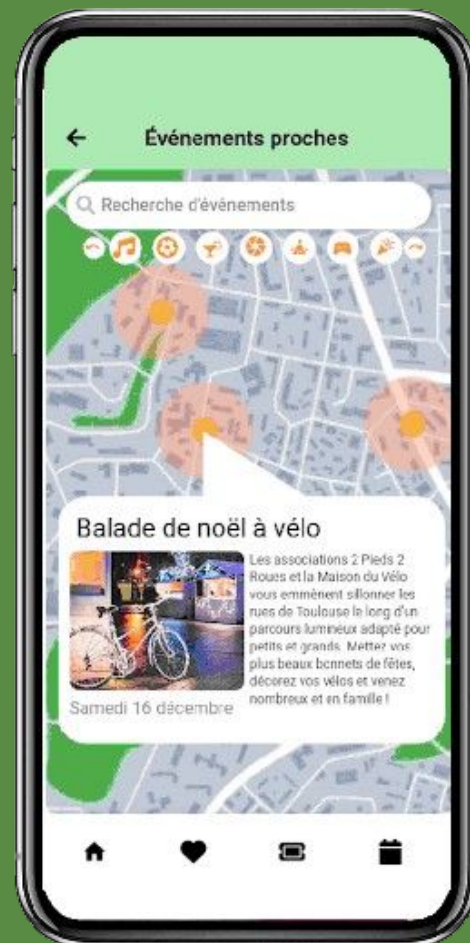 Événements proches
Recherche d'événements
Balade de noël à vélo
Les associations 2 Pieds 2
Roues et la Maison du Vélo
vous emmènent sillonner les
rues de Toulouse le long d'un
parcours lumineux adapté pour
petits et grands. Mettez vos
plus beaux bonnets de fêtes,
décorez vos vélos et venez
nombreux et en famille !
Samedi 16 décembre